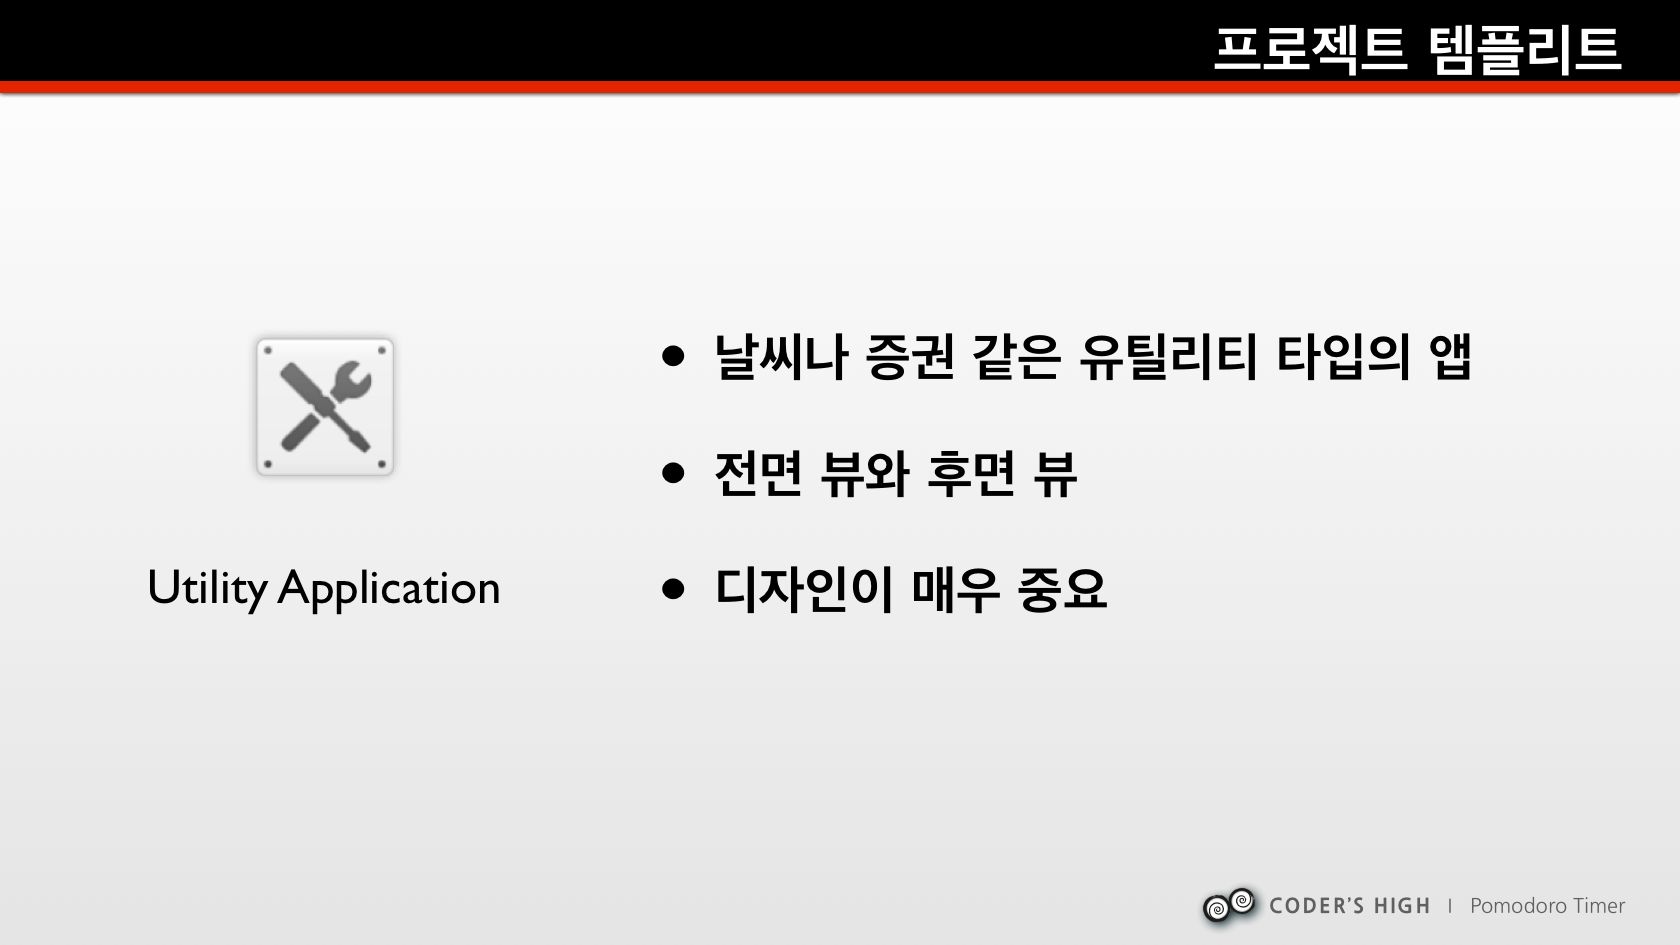 프로젝트 템플리트
• 날씨나 증권 같은 유틸리티 타입의 앱
• 전면 뷰와 후면 뷰
• 디자인이 매우 중요
Utility Application
CODER'S HIGH | Pomodoro Timer